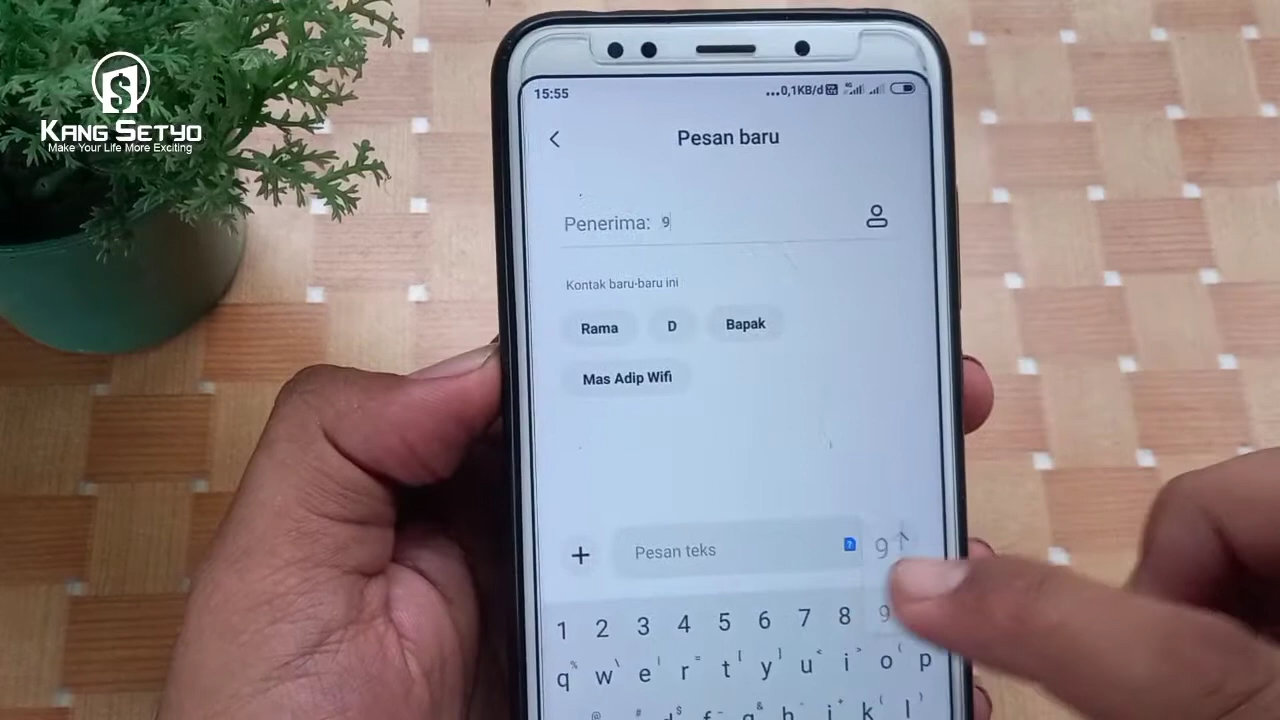 KANG SETYO
Make Your Life More Exciting
15:55
...0,1KB/d
4G
Pesan baru
Penerima: 9
Kontak baru-baru ini
Rama
D
Bapak
Mas Adip Wifi
+
Pesan teks
?
9
1 2 3 4 5 6 7 8 9
q w e r t y u i o p